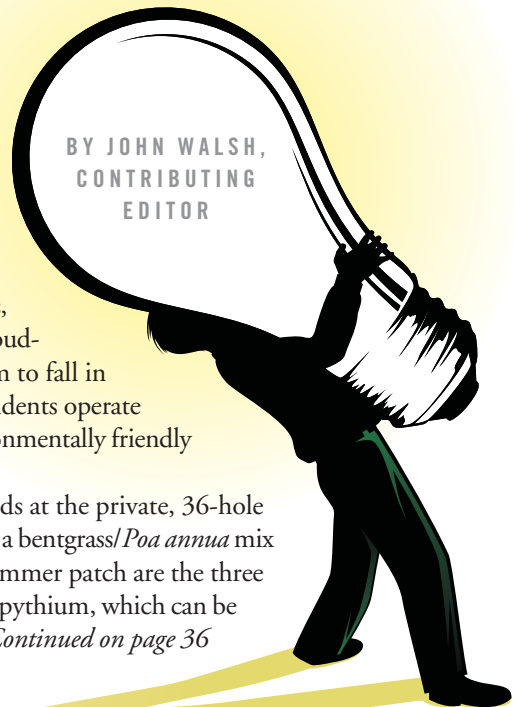 BY JOHN WALSH,
CONTRIBUTING
EDITOR
to fall in
dents operate
onmentally friendly
ds at the private, 36-hole
a bentgrass/Poa annua mix
mmer patch are the three
pythium, which can be
Continued on page 36